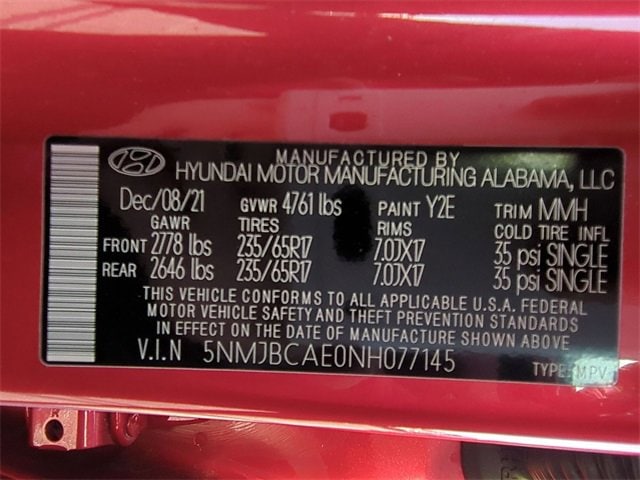 MANUFACTURED BY
HYUNDAI MOTOR MANUFACTURING ALABAMA, LLC
Dec/08/21 GVWR 4761 lbs PAINT Y2E TRIM MMH
GAWR TIRES RIMS COLD TIRE INFL
FRONT 2778 lbs 235/65R17 7.0JX17 35 psi SINGLE
REAR 2646 lbs 235/65R17 7.0JX17 35 psi SINGLE
THIS VEHICLE CONFORMS TO ALL APPLICABLE U.S.A. FEDERAL
MOTOR VEHICLE SAFETY AND THEFT PREVENTION STANDARDS
IN EFFECT ON THE DATE OF MANUFACTURE SHOWN ABOVE
V.I.N 5NMJBCAE0NH077145 TYPE:MPV